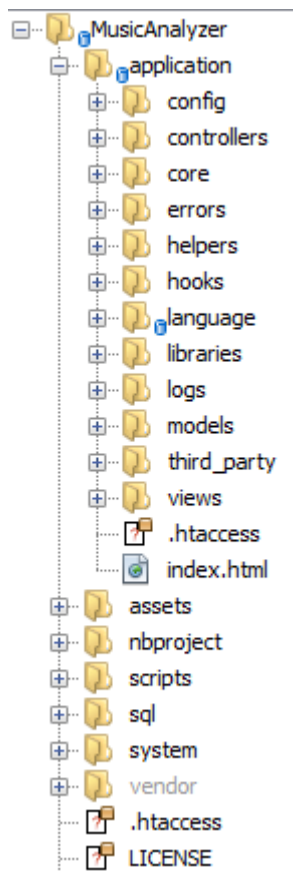 MusicAnalyzer
application
config
controllers
core
errors
helpers
hooks
language
libraries
logs
models
third_party
views
.htaccess
index.html
assets
nbproject
scripts
sql
system
vendor
.htaccess
LICENSE